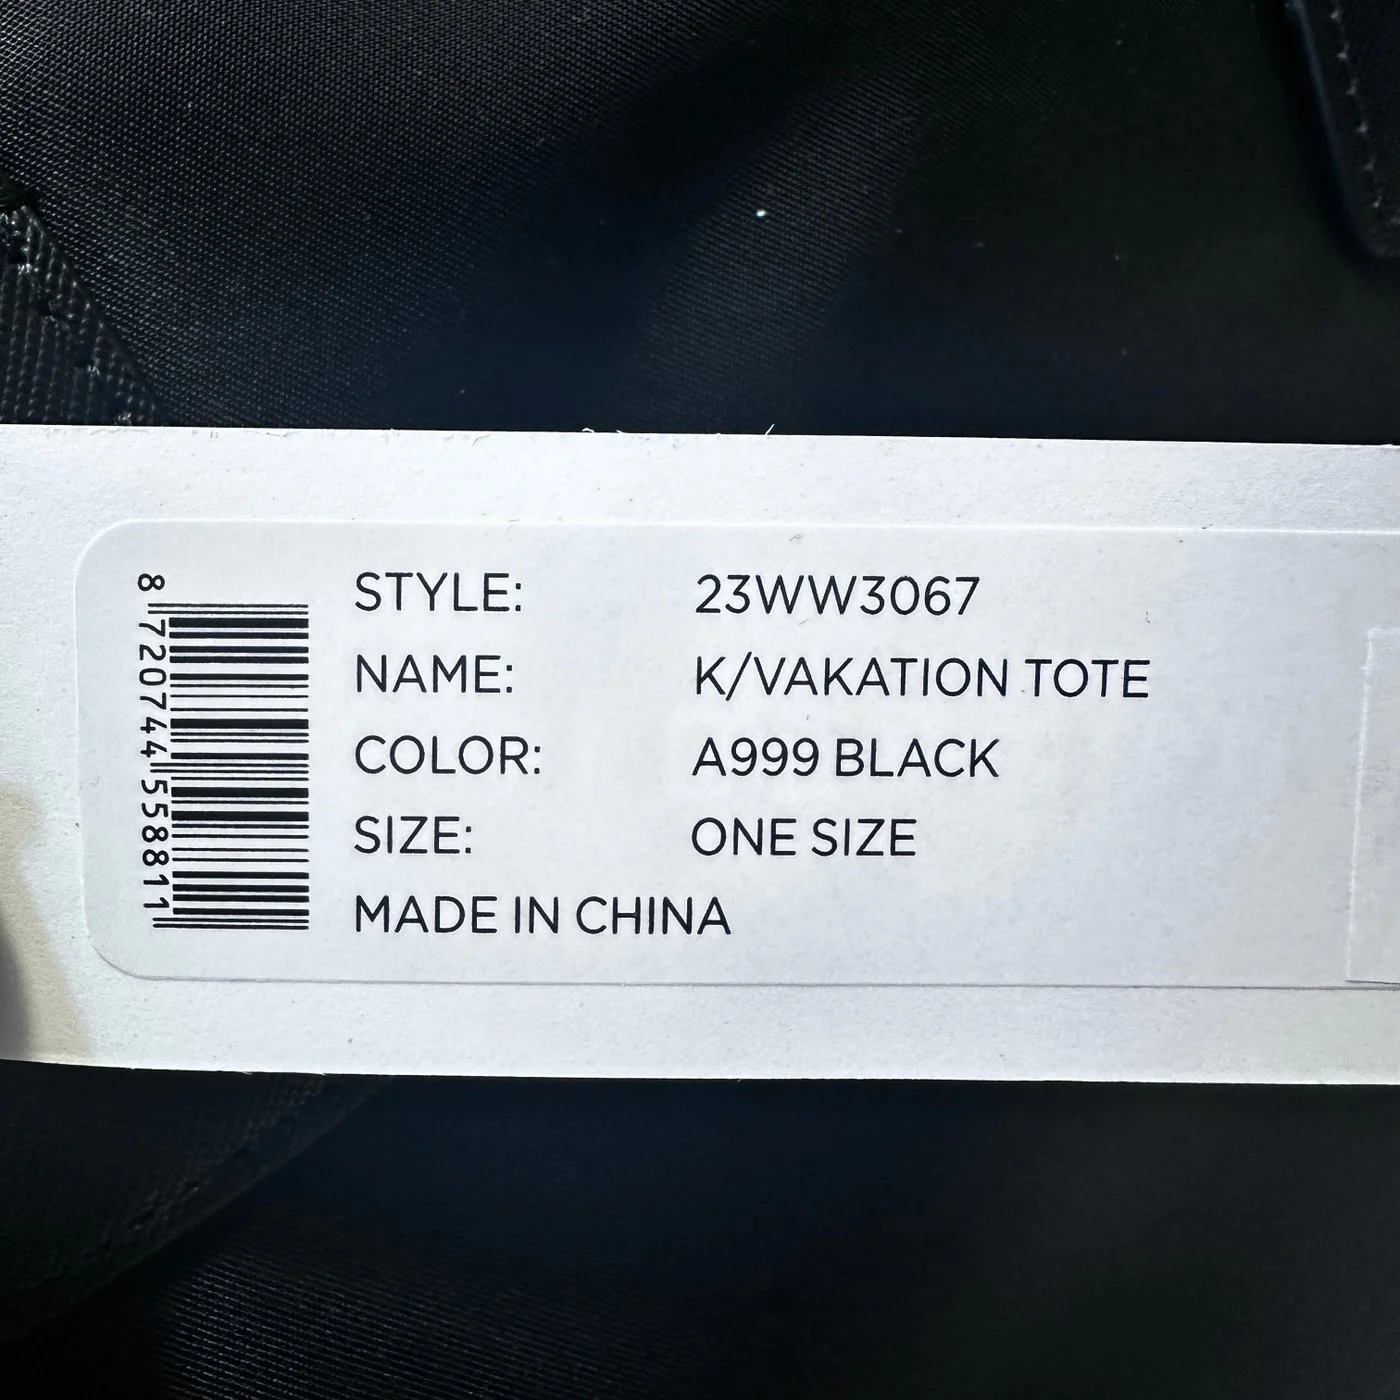 STYLE: 23WW3067
NAME: K/VAKATION TOTE
COLOR: A999 BLACK
SIZE: ONE SIZE
MADE IN CHINA
8 720744 558811